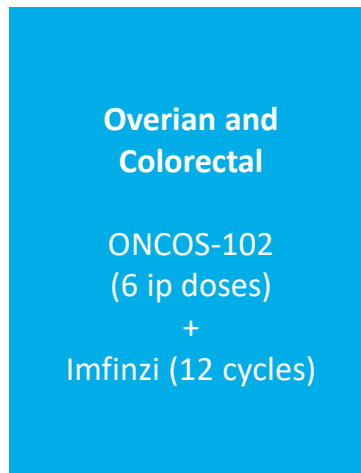 Overian and
Colorectal
ONCOS-102
(6 ip doses)
+
Imfinzi (12 cycles)